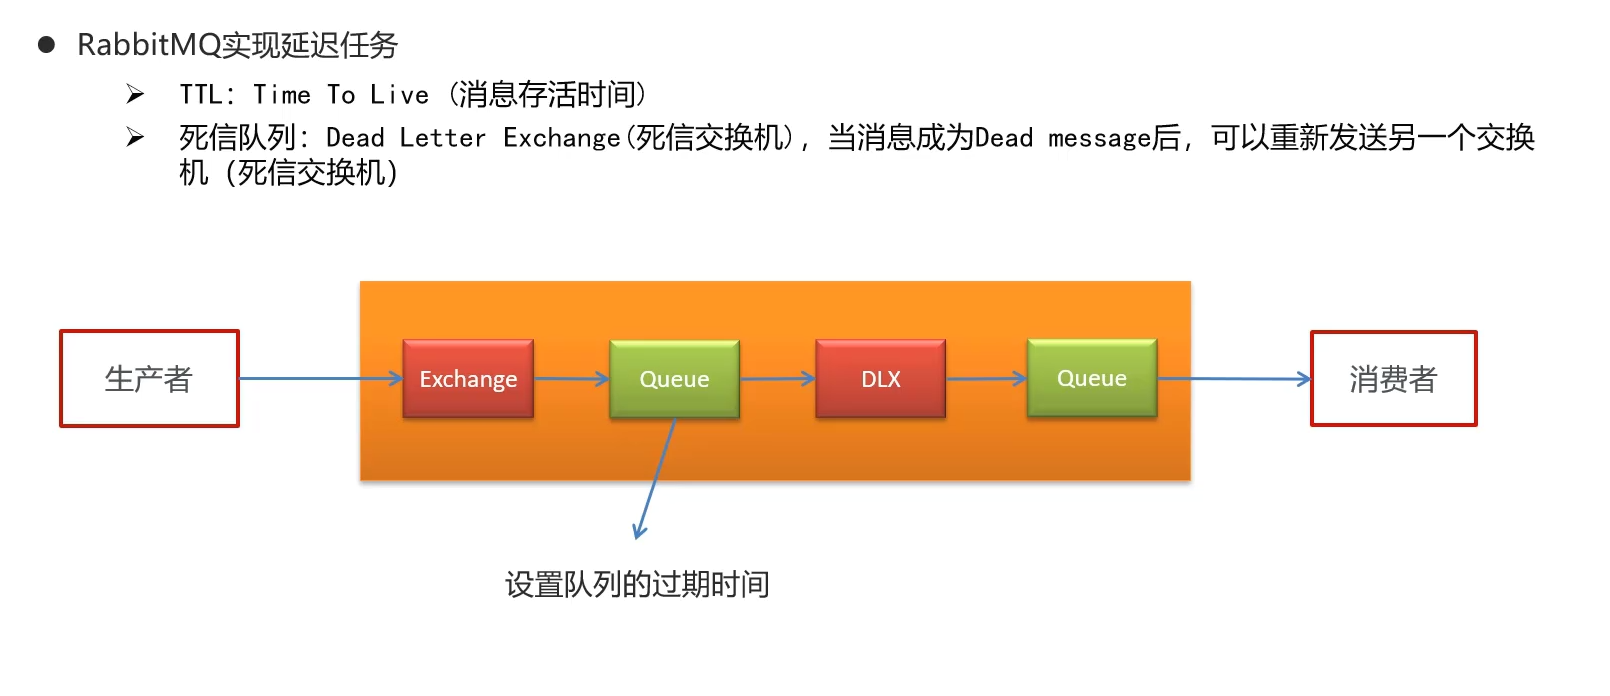 ● RabbitMQ实现延迟任务
➢ TTL：Time To Live (消息存活时间)
➢ 死信队列：Dead Letter Exchange(死信交换机)，当消息成为Dead message后，可以重新发送另一个交换
机（死信交换机）
生产者
Exchange
Queue
DLX
Queue
消费者
设置队列的过期时间